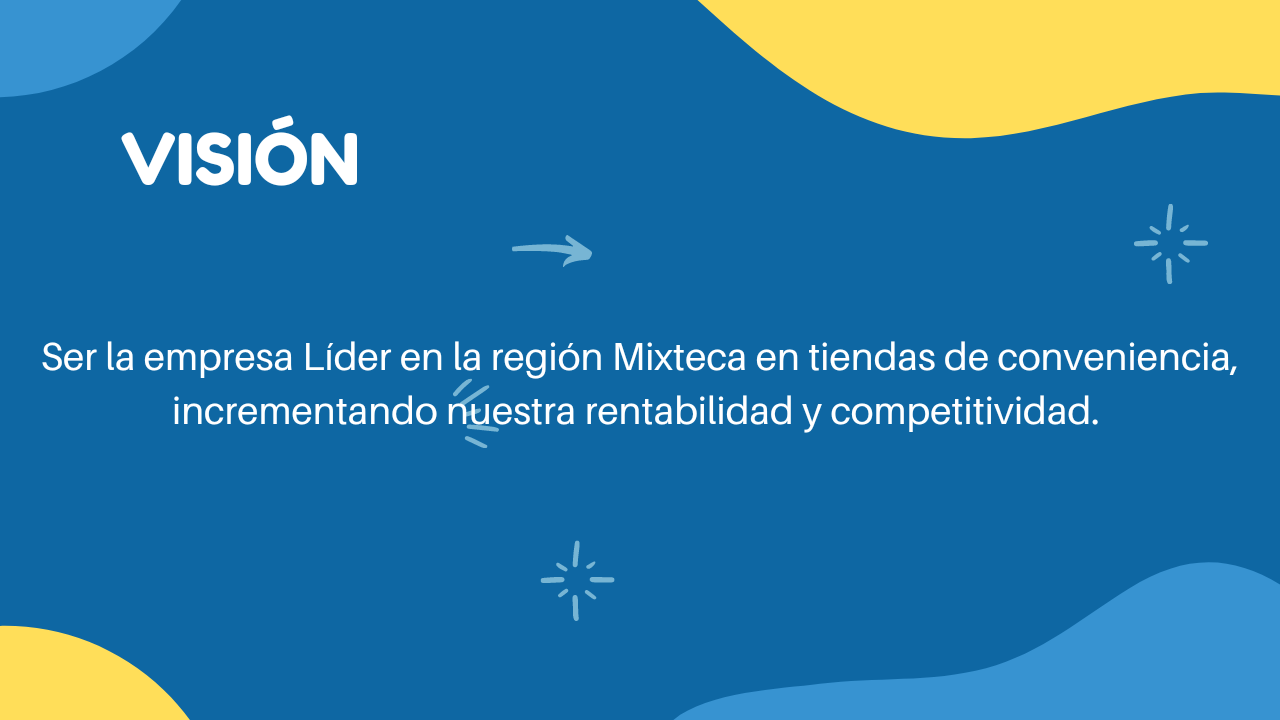 VISIÓN
Ser la empresa Líder en la región Mixteca en tiendas de conveniencia,
incrementando nuestra rentabilidad y competitividad.